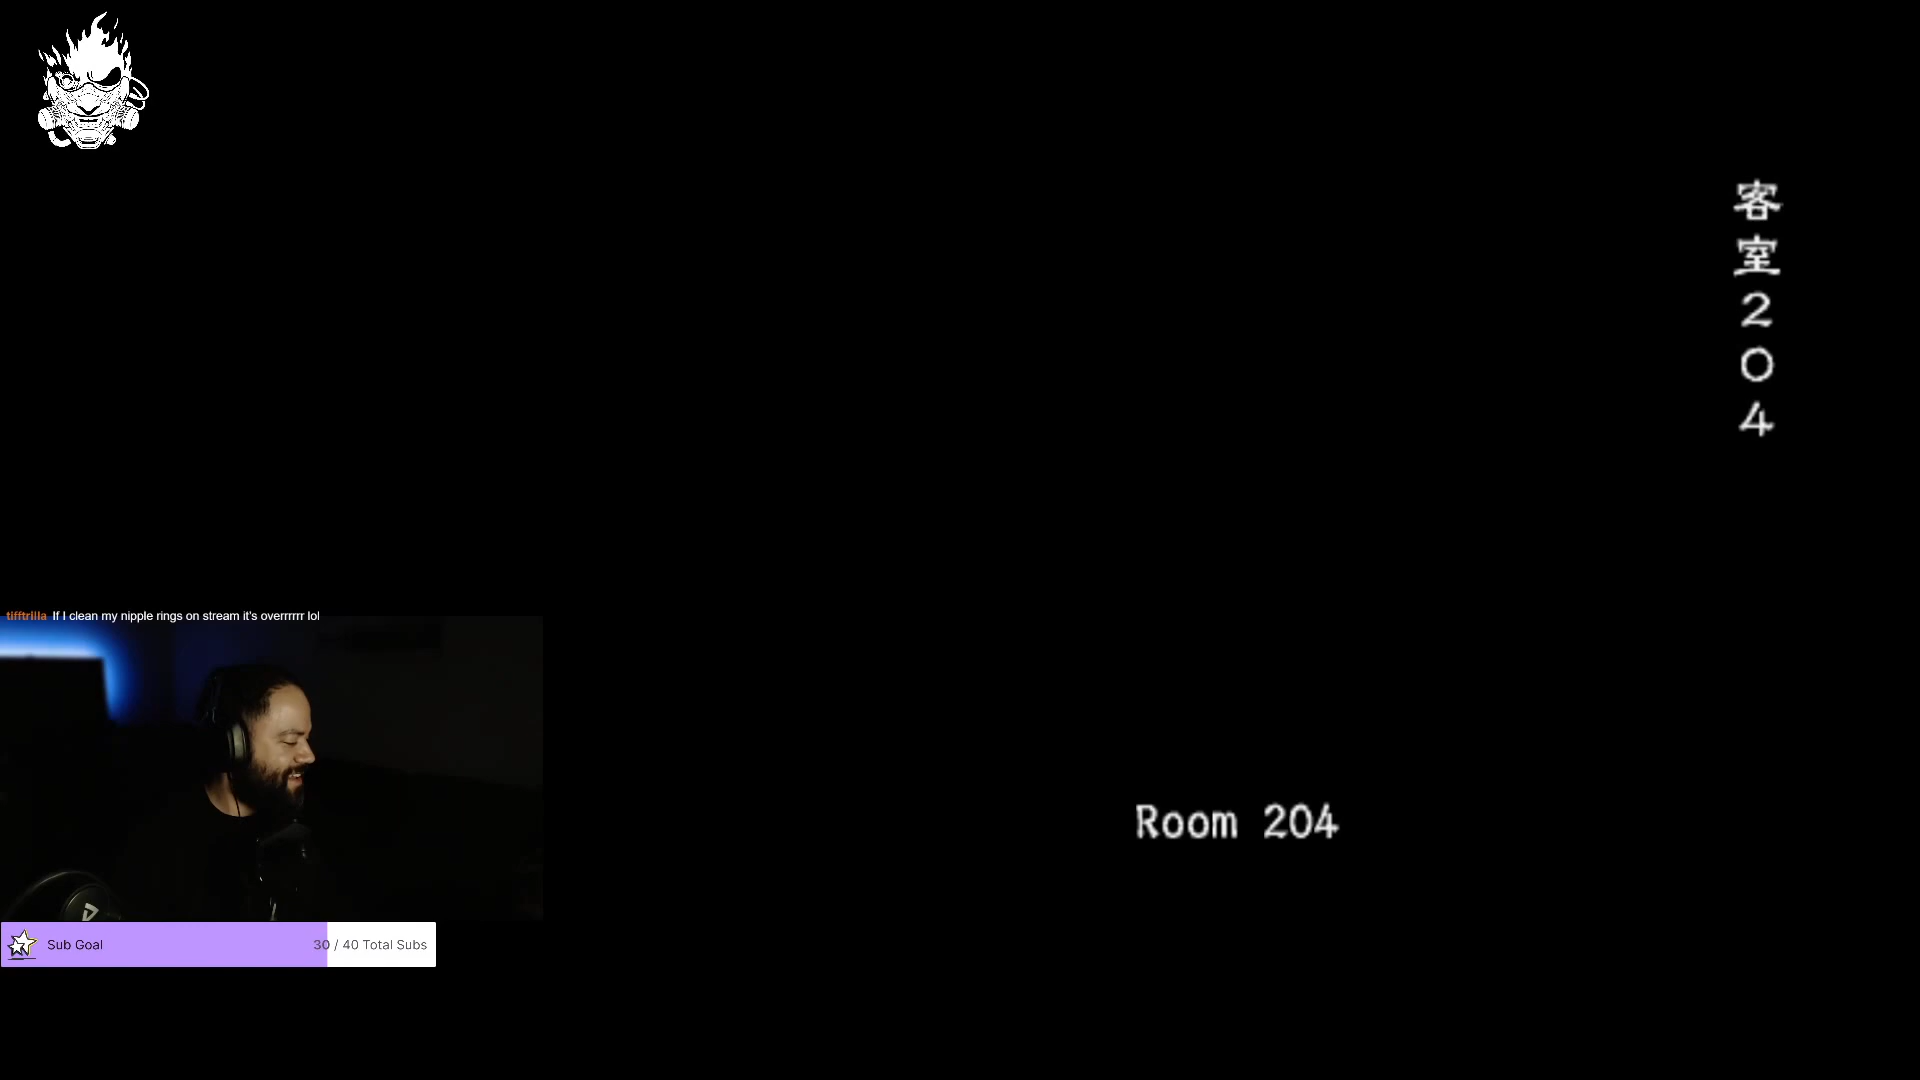 客室204
tifftrilla If I clean my nipple rings on stream it's overrrrrr lol
Room 204
Sub Goal 30 / 40 Total Subs